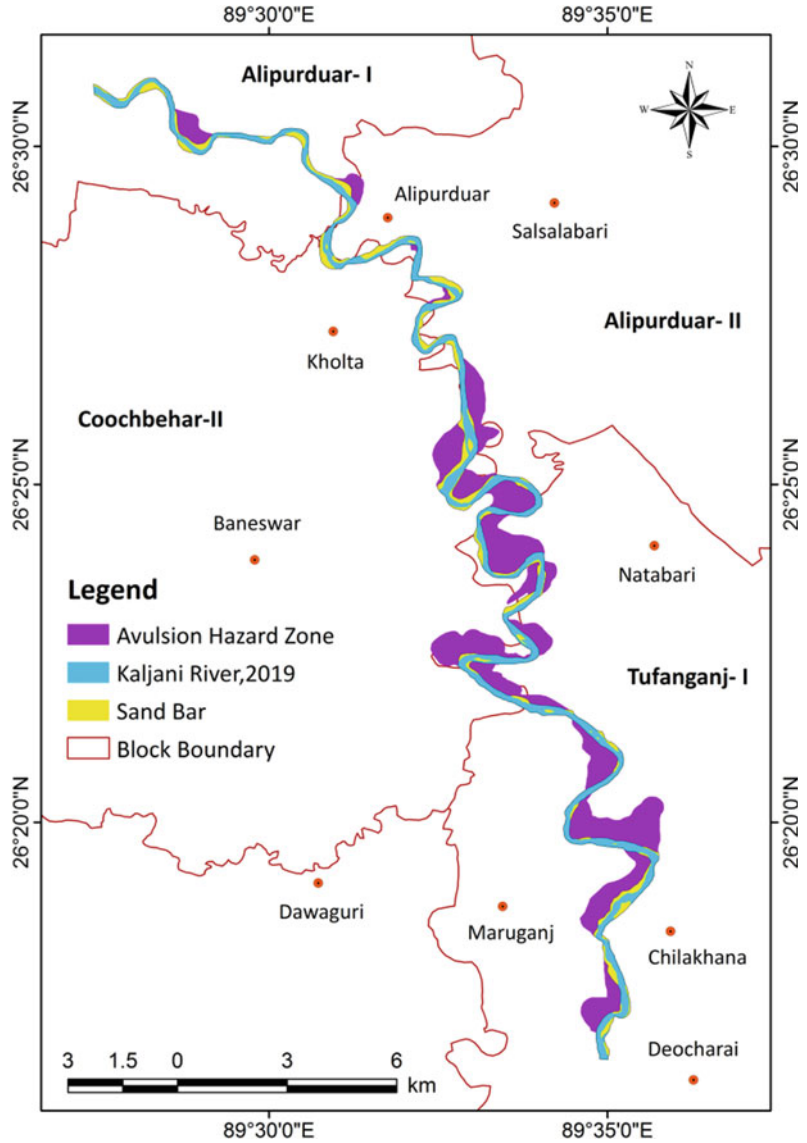 89°30'0"E
89°35'0"E
Alipurduar- I
N
W
E
S
26°30'0"N
26°30'0"N
Alipurduar
Salsalabari
Alipurduar- II
Kholta
Coochbehar-II
26°25'0"N
26°25'0"N
Baneswar
Natabari
Legend
Avulsion Hazard Zone
Kaljani River,2019
Sand Bar
Block Boundary
Tufanganj- I
26°20'0"N
26°20'0"N
Dawaguri
Maruganj
Chilakhana
Deocharai
3 1.5 0 3 6
km
89°30'0"E
89°35'0"E